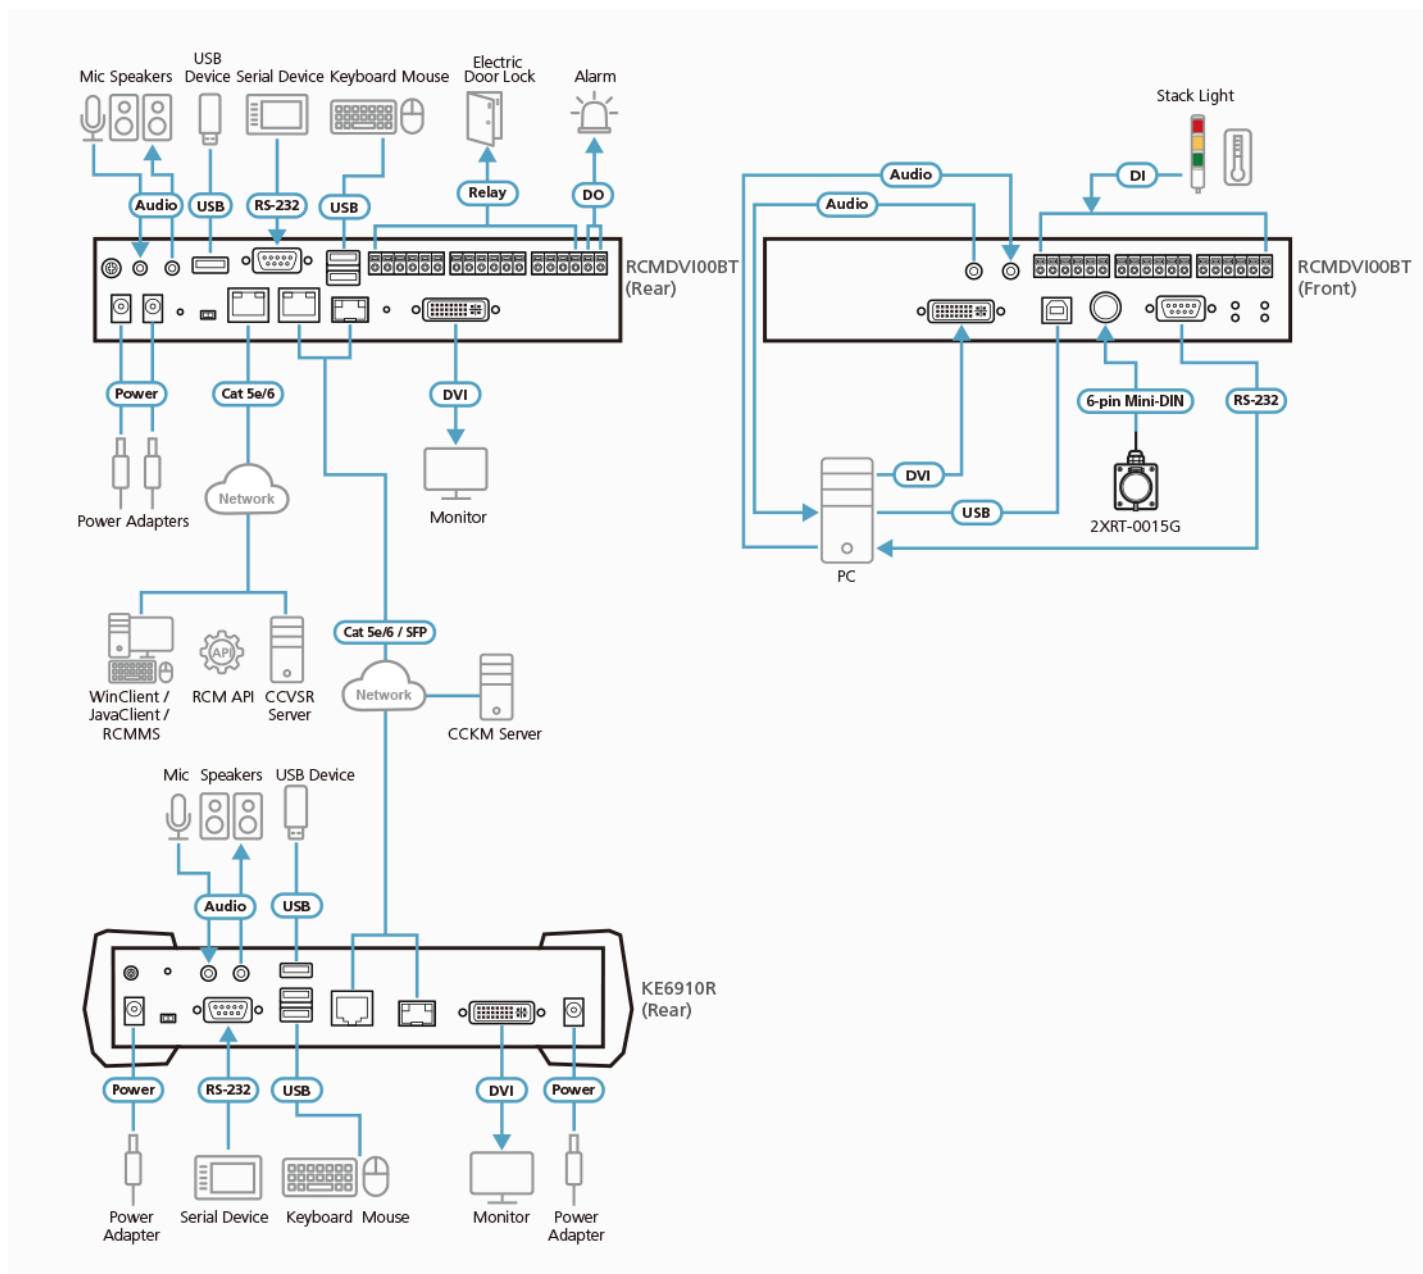 USB
Mic Speakers Device Serial Device Keyboard Mouse
Electric
Door Lock
Alarm
Audio
USB
RS-232
USB
Relay
DO
RCMDVI00BT
(Rear)
Power
Cat 5e/6
DVI
Power Adapters
Network
Monitor
WinClient /
JavaClient /
RCMMS
API
RCM API
CCVSR
Server
Cat 5e/6 / SFP
Network
CCKM Server
Stack Light
Audio
DI
Audio
RCMDVI00BT
(Front)
6-pin Mini-DIN
RS-232
DVI
USB
2XRT-0015G
PC
Mic Speakers USB Device
Audio
USB
KE6910R
(Rear)
Power
RS-232
USB
DVI
Power
Power
Adapter
Serial Device
Keyboard Mouse
Monitor
Power
Adapter